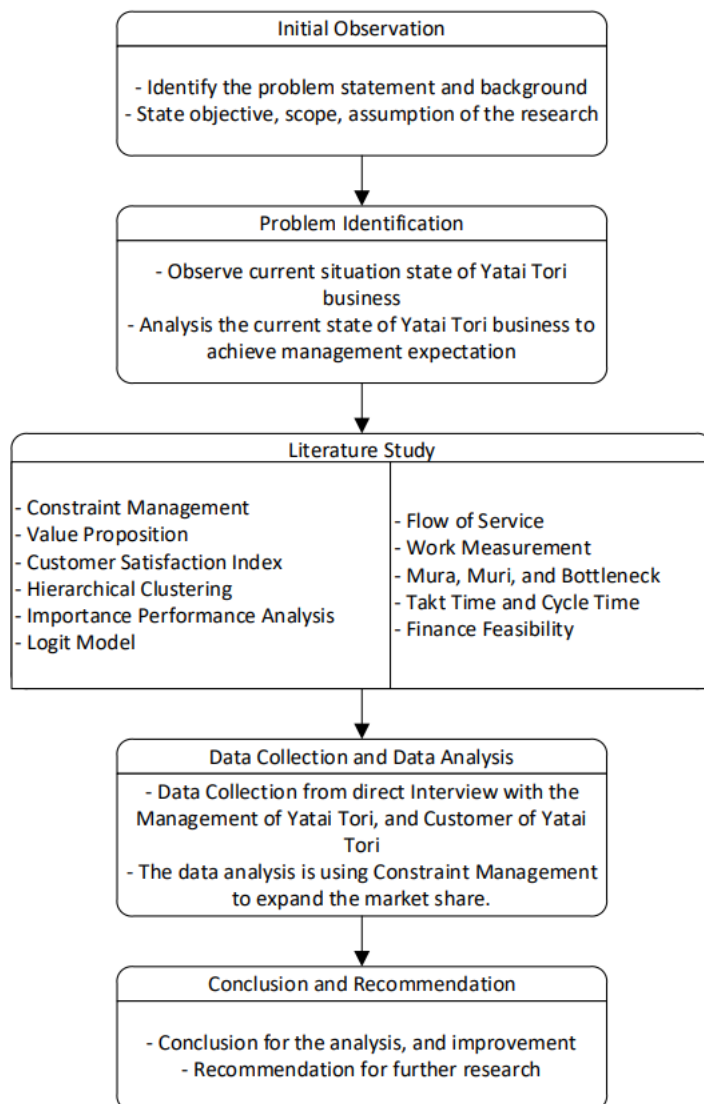 Initial Observation
- Identify the problem statement and background
- State objective, scope, assumption of the research
Problem Identification
- Observe current situation state of Yatai Tori
business
- Analysis the current state of Yatai Tori business to
achieve management expectation
Literature Study
- Constraint Management
- Value Proposition
- Customer Satisfaction Index
- Hierarchical Clustering
- Importance Performance Analysis
- Logit Model
- Flow of Service
- Work Measurement
- Mura, Muri, and Bottleneck
- Takt Time and Cycle Time
- Finance Feasibility
Data Collection and Data Analysis
- Data Collection from direct Interview with the
Management of Yatai Tori, and Customer of Yatai
Tori
- The data analysis is using Constraint Management
to expand the market share.
Conclusion and Recommendation
- Conclusion for the analysis, and improvement
- Recommendation for further research